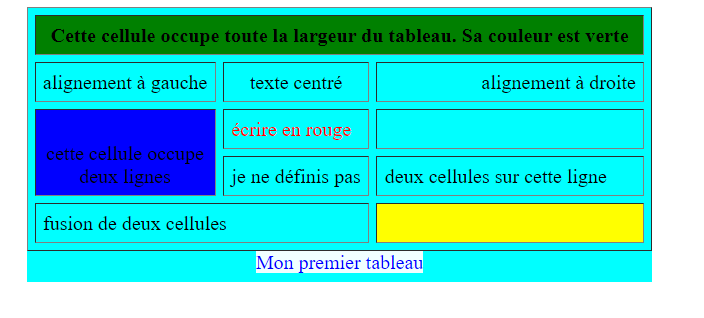 Cette cellule occupe toute la largeur du tableau. Sa couleur est verte
alignement à gauche texte centré alignement à droite
écrire en rouge
cette cellule occupe
deux lignes
je ne définis pas deux cellules sur cette ligne
fusion de deux cellules
Mon premier tableau